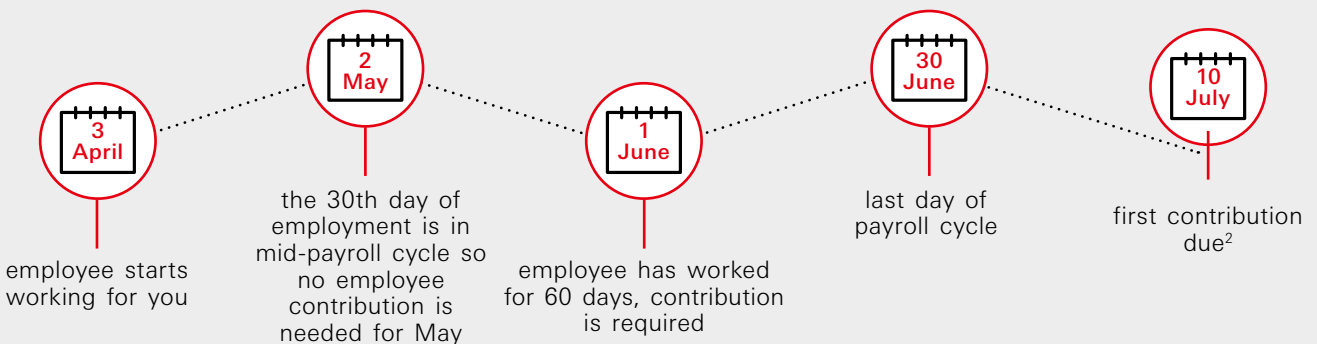 3
April
employee starts
working for you
2
May
the 30th day of
employment is in
mid-payroll cycle so
no employee
contribution is
needed for May
1
June
employee has worked
for 60 days, contribution
is required
30
June
last day of
payroll cycle
10
July
first contribution
due²